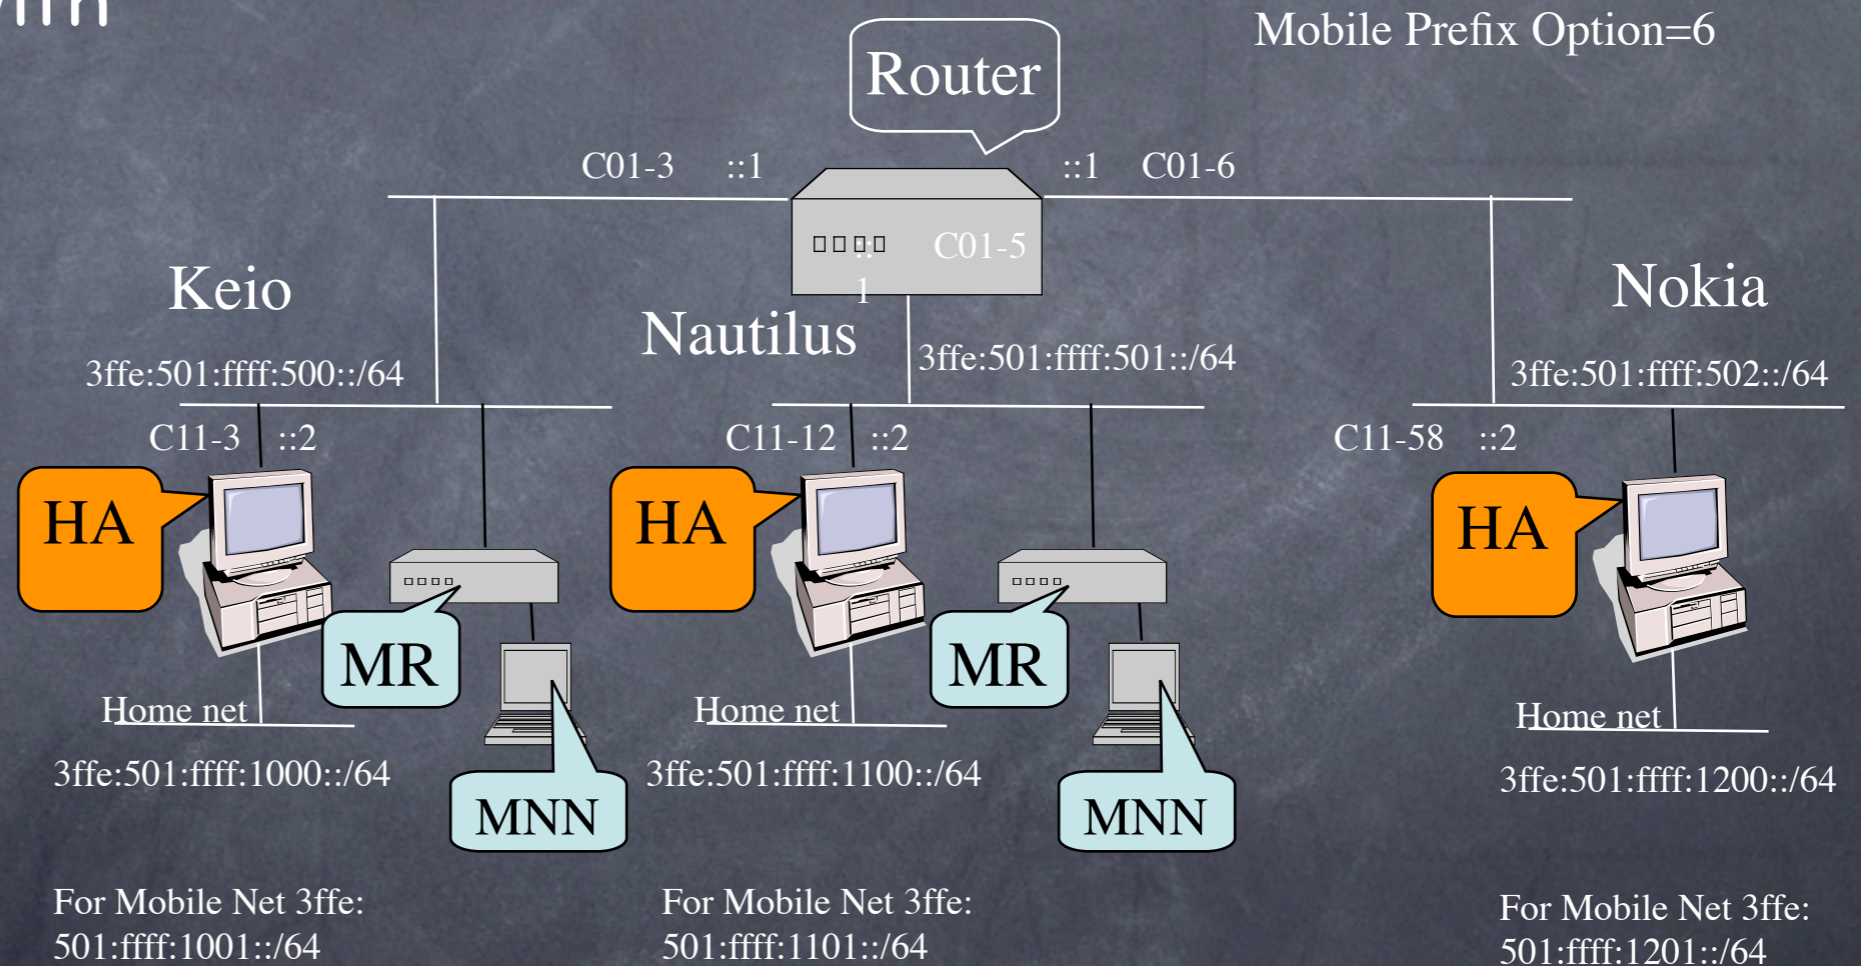 Mobile Prefix Option=6
Router
C01-3 ::1
::1 C01-6
:: C01-5
1
Keio
Nautilus
Nokia
3ffe:501:ffff:500::/64
3ffe:501:ffff:501::/64
3ffe:501:ffff:502::/64
C11-3 ::2
C11-12 ::2
C11-58 ::2
HA
HA
HA
MR
MR
Home net
Home net
Home net
3ffe:501:ffff:1000::/64
3ffe:501:ffff:1100::/64
3ffe:501:ffff:1200::/64
MNN
MNN
For Mobile Net 3ffe:
501:ffff:1001::/64
For Mobile Net 3ffe:
501:ffff:1101::/64
For Mobile Net 3ffe:
501:ffff:1201::/64